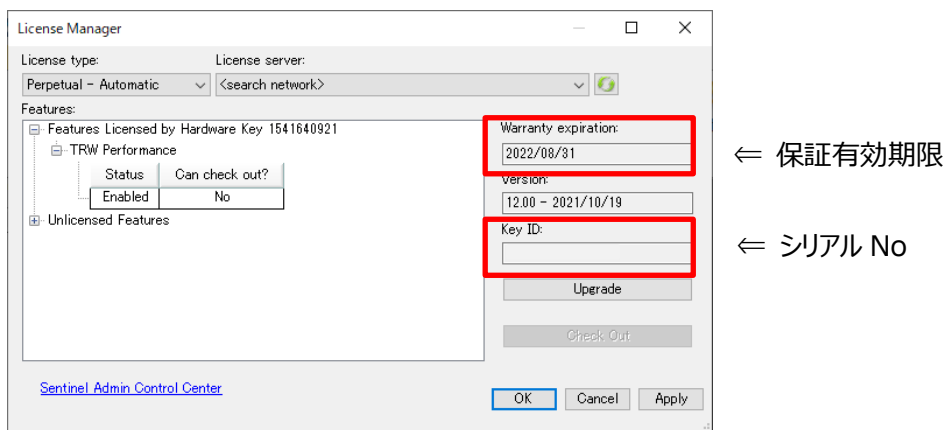 License Manager
License type: License server:
Perpetual - Automatic <search network>
Features:
Features Licensed by Hardware Key 1541640921
TRW Performance
Status Can check out?
Enabled No
Unlicensed Features
Warranty expiration:
2022/08/31
⇐ 保証有効期限
Version:
12.00 - 2021/10/19
Key ID:
⇐ シリアル No
Upgrade
Check Out
Sentinel Admin Control Center
OK Cancel Apply